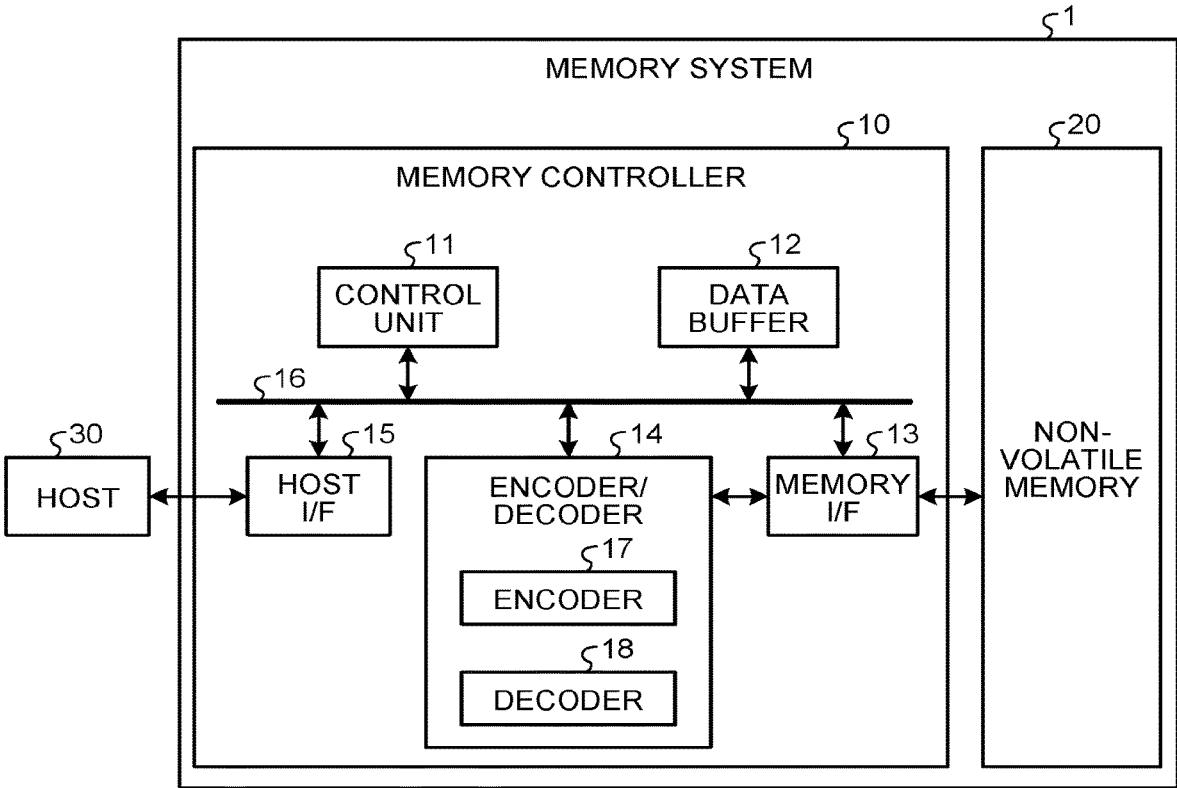 1
MEMORY SYSTEM
10
20
MEMORY CONTROLLER
11
12
CONTROL
UNIT
DATA
BUFFER
16
30
15
14
13
HOST
HOST
I/F
ENCODER/
DECODER
MEMORY
I/F
NON-
VOLATILE
MEMORY
17
ENCODER
18
DECODER